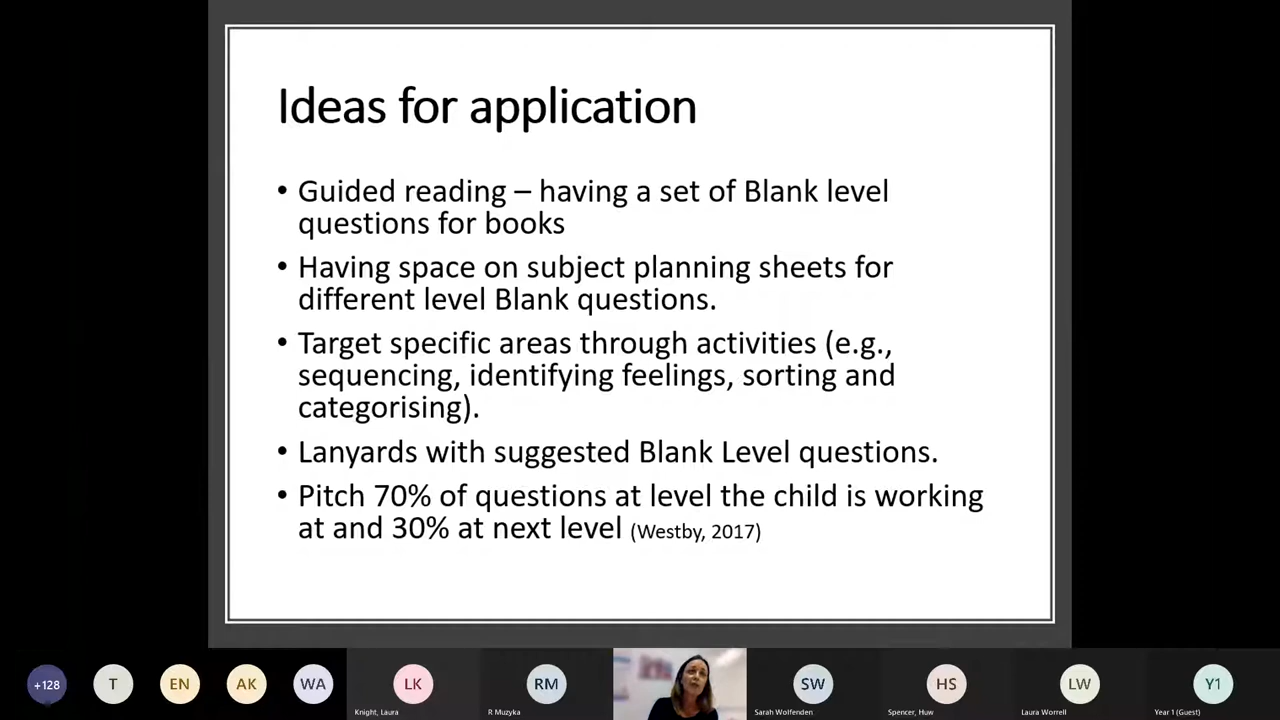 Ideas for application
• Guided reading – having a set of Blank level
questions for books
• Having space on subject planning sheets for
different level Blank questions.
• Target specific areas through activities (e.g.,
sequencing, identifying feelings, sorting and
categorising).
• Lanyards with suggested Blank Level questions.
• Pitch 70% of questions at level the child is working
at and 30% at next level (Westby, 2017)
+128 T EN AK WA LK RM SW HS LW Y1
Knight, Laura R Muzyka Sarah Wolfenden Spencer, Huw Laura Worrell Year 1 (Guest)